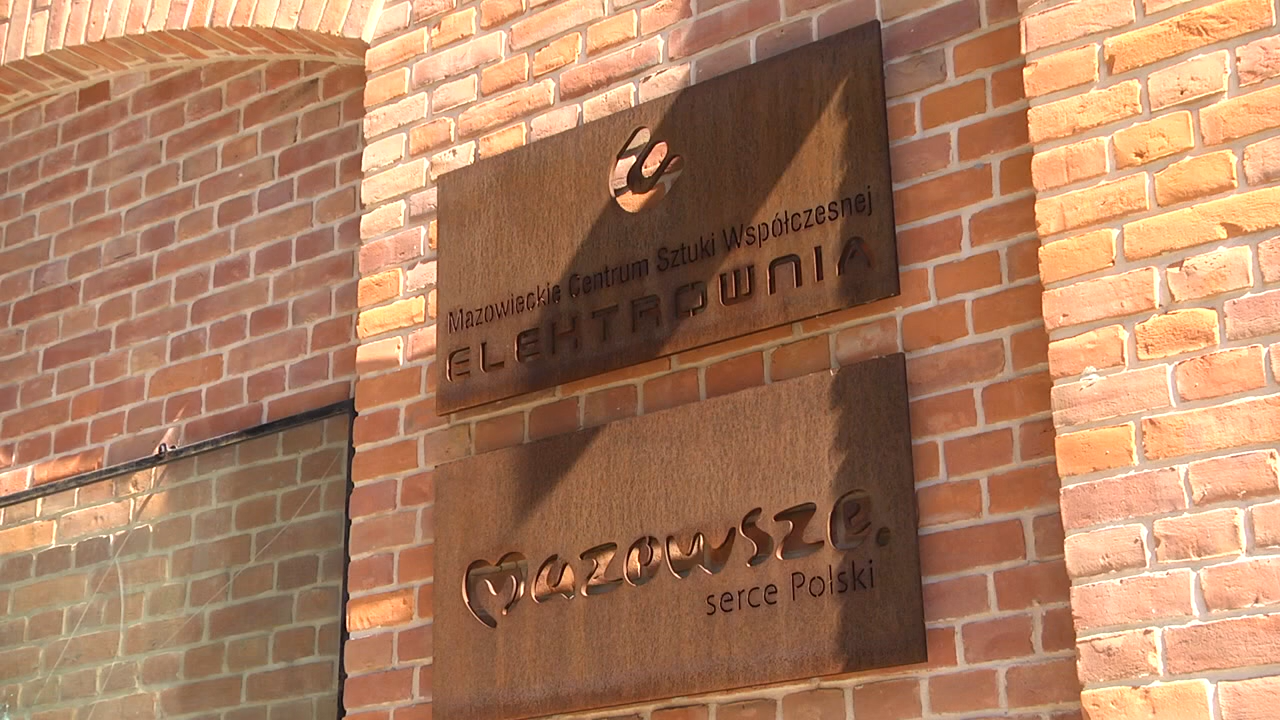 Mazowieckie Centrum Sztuki Współczesnej
ELEKTROWNIA
mazowsze.
serce Polski